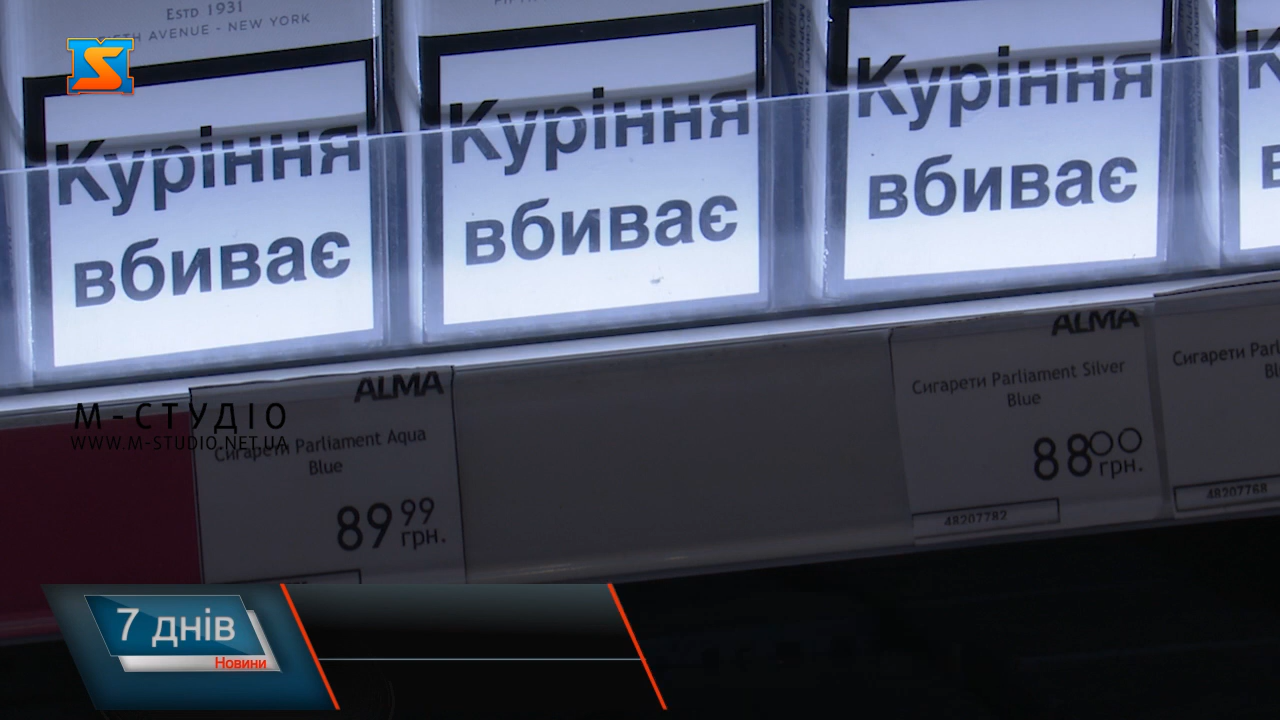 ESTD 1931
FIFTH AVENUE - NEW YORK
Куріння
вбиває
Куріння
вбиває
Куріння
вбиває
ALMA
Сигарети Parliament Aqua
Blue
89 99
грн.
ALMA
Сигарети Parliament Silver
Blue
88 00
грн.
48207782
Сигарети
48207768
М-СТУДІО
WWW.M-STUDIO.NET.UA
7 днів
Новини